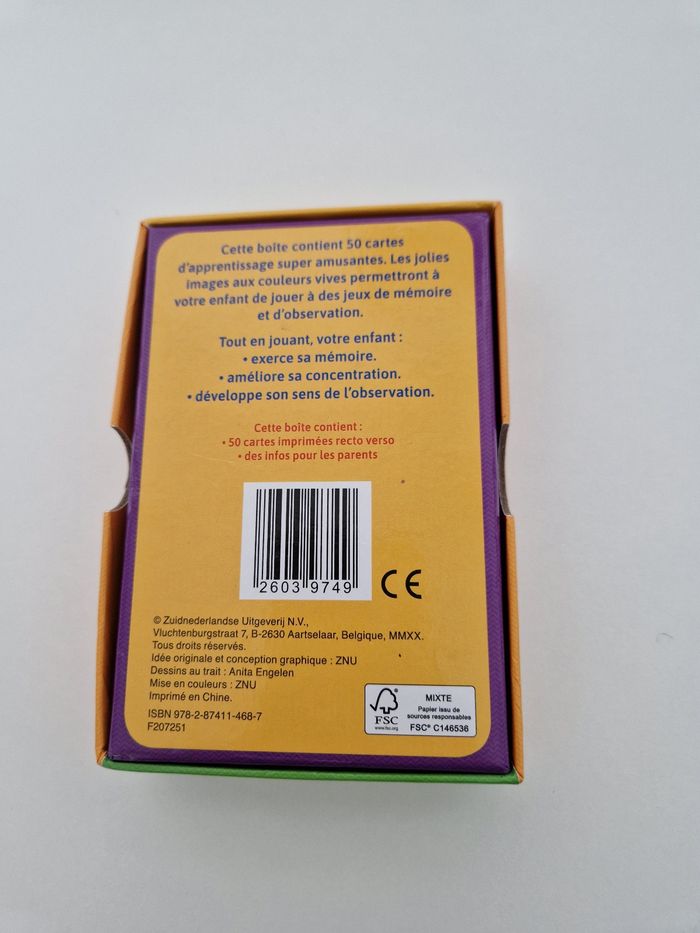 Cette boîte contient 50 cartes
d'apprentissage super amusantes. Les jolies
images aux couleurs vives permettront à
votre enfant de jouer à des jeux de mémoire
et d'observation.
Tout en jouant, votre enfant :
• exerce sa mémoire.
• améliore sa concentration.
• développe son sens de l'observation.
Cette boîte contient :
• 50 cartes imprimées recto verso
• des infos pour les parents
2603 9749
CE
© Zuidnederlandse Uitgeverij N.V.,
Vluchtenburgstraat 7, B-2630 Aartselaar, Belgique, MMXX.
Tous droits réservés.
Idée originale et conception graphique : ZNU
Dessins au trait : Anita Engelen
Mise en couleurs : ZNU
Imprimé en Chine.
ISBN 978-2-87411-468-7
F207251
FSC
www.fsc.org
MIXTE
Papier issu de
sources responsables
FSC® C146536